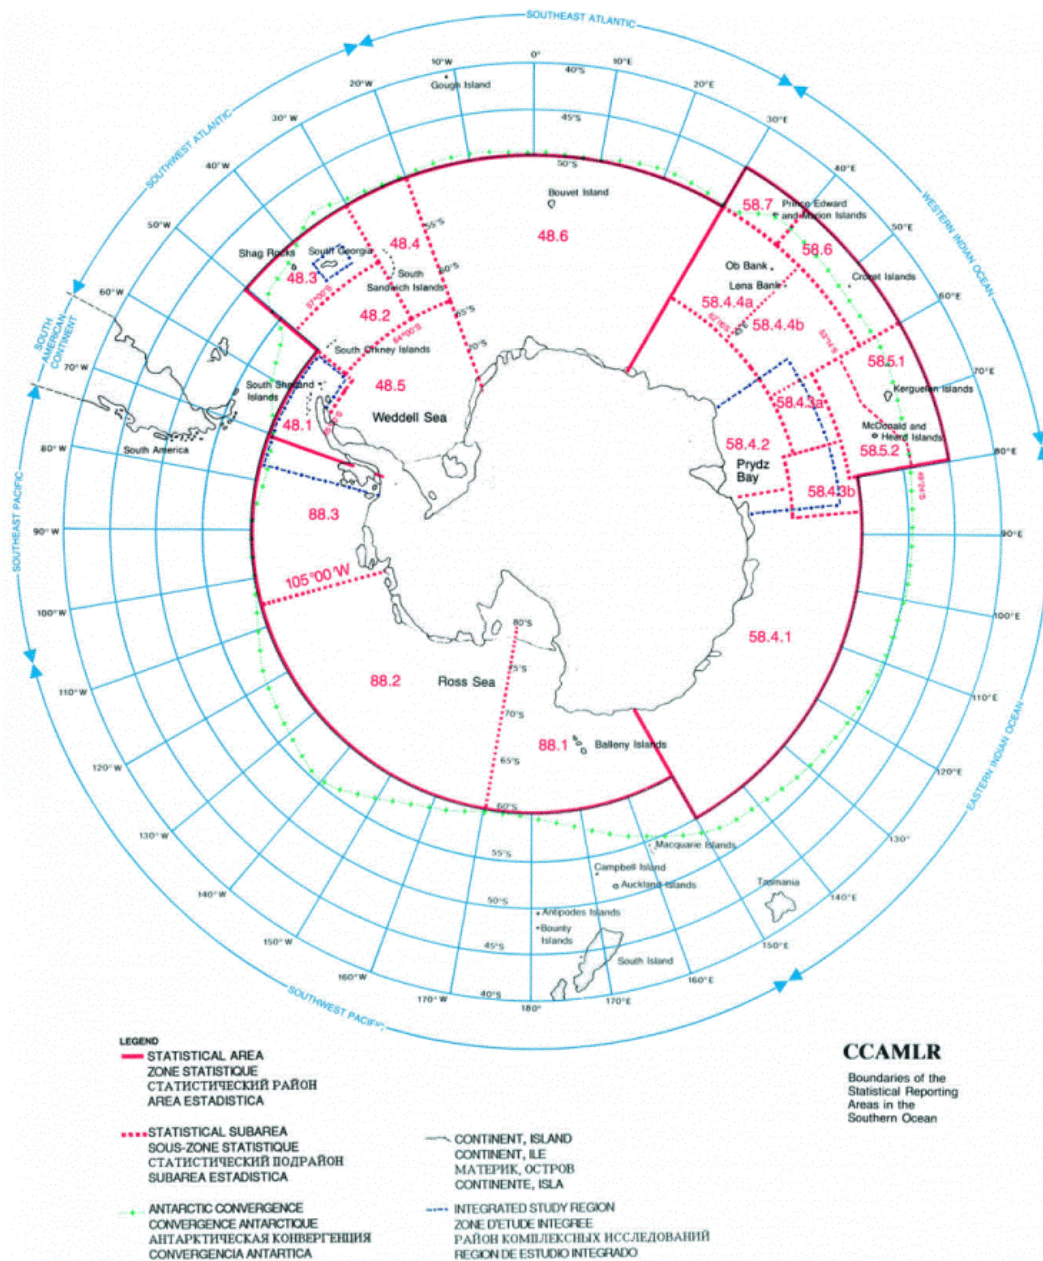 SOUTHEAST ATLANTIC
SOUTHWEST ATLANTIC
WESTERN INDIAN OCEAN
0°
10°W
10°E
40°S
20°W
20°E
Gough Island
30° W
30°E
45°S
40°W
40°E
50°S
50°W
50°E
Bouvet Island
58.7
Prince Edward
and Marion Islands
48.4
55°S
48.6
58.6
Shag Rocks
South Georgia
Ob Bank
48.3
South
Sandwich Islands
60°S
Lena Bank
Crozet Islands
57°00'S
58.4.4a
60°W
60°E
48.2
65°S
58.4.4b
64°00'S
SOUTH
AMERICAN
CONTINENT
South Orkney Islands
70°S
58.5.1
70°W
70°E
48.5
South Shetland
Islands
58.4.3a
Kerguelen Islands
Weddell Sea
48.1
58.4.2
McDonald and
Heard Islands
South America
58.5.2
80°W
80°E
Prydz
Bay
58.4.3b
SOUTHEAST PACIFIC
88.3
90°W
90°E
105°00'W
100°W
100°E
80°S
58.4.1
75°S
88.2
Ross Sea
110°W
110°E
70°S
88.1
Balleny Islands
65°S
EASTERN INDIAN OCEAN
120°W
120°E
60°S
130°W
130°
Macquarie Islands
55°S
Campbell Island
Auckland Islands
Tasmania
140°W
140°E
50°S
Antipodes Islands
Bounty
Islands
150°W
150°E
45°S
South Island
160°W
160°E
40°S
170°W
170°E
180°
SOUTHWEST PACIFIC
LEGEND
STATISTICAL AREA
ZONE STATISTIQUE
СТАТИСТИЧЕСКИЙ РАЙОН
AREA ESTADISTICA
STATISTICAL SUBAREA
SOUS-ZONE STATISTIQUE
СТАТИСТИЧЕСКИЙ ПОДРАЙОН
SUBAREA ESTADISTICA
ANTARCTIC CONVERGENCE
CONVERGENCE ANTARCTIQUE
АНТАРКТИЧЕСКАЯ КОНВЕРГЕНЦИЯ
CONVERGENCIA ANTARTICA
CONTINENT, ISLAND
CONTINENT, ILE
МАТЕРИК, ОСТРОВ
CONTINENTE, ISLA
INTEGRATED STUDY REGION
ZONE D'ETUDE INTEGREE
РАЙОН КОМПЛЕКСНЫХ ИССЛЕДОВАНИЙ
REGION DE ESTUDIO INTEGRADO
CCAMLR
Boundaries of the
Statistical Reporting
Areas in the
Southern Ocean